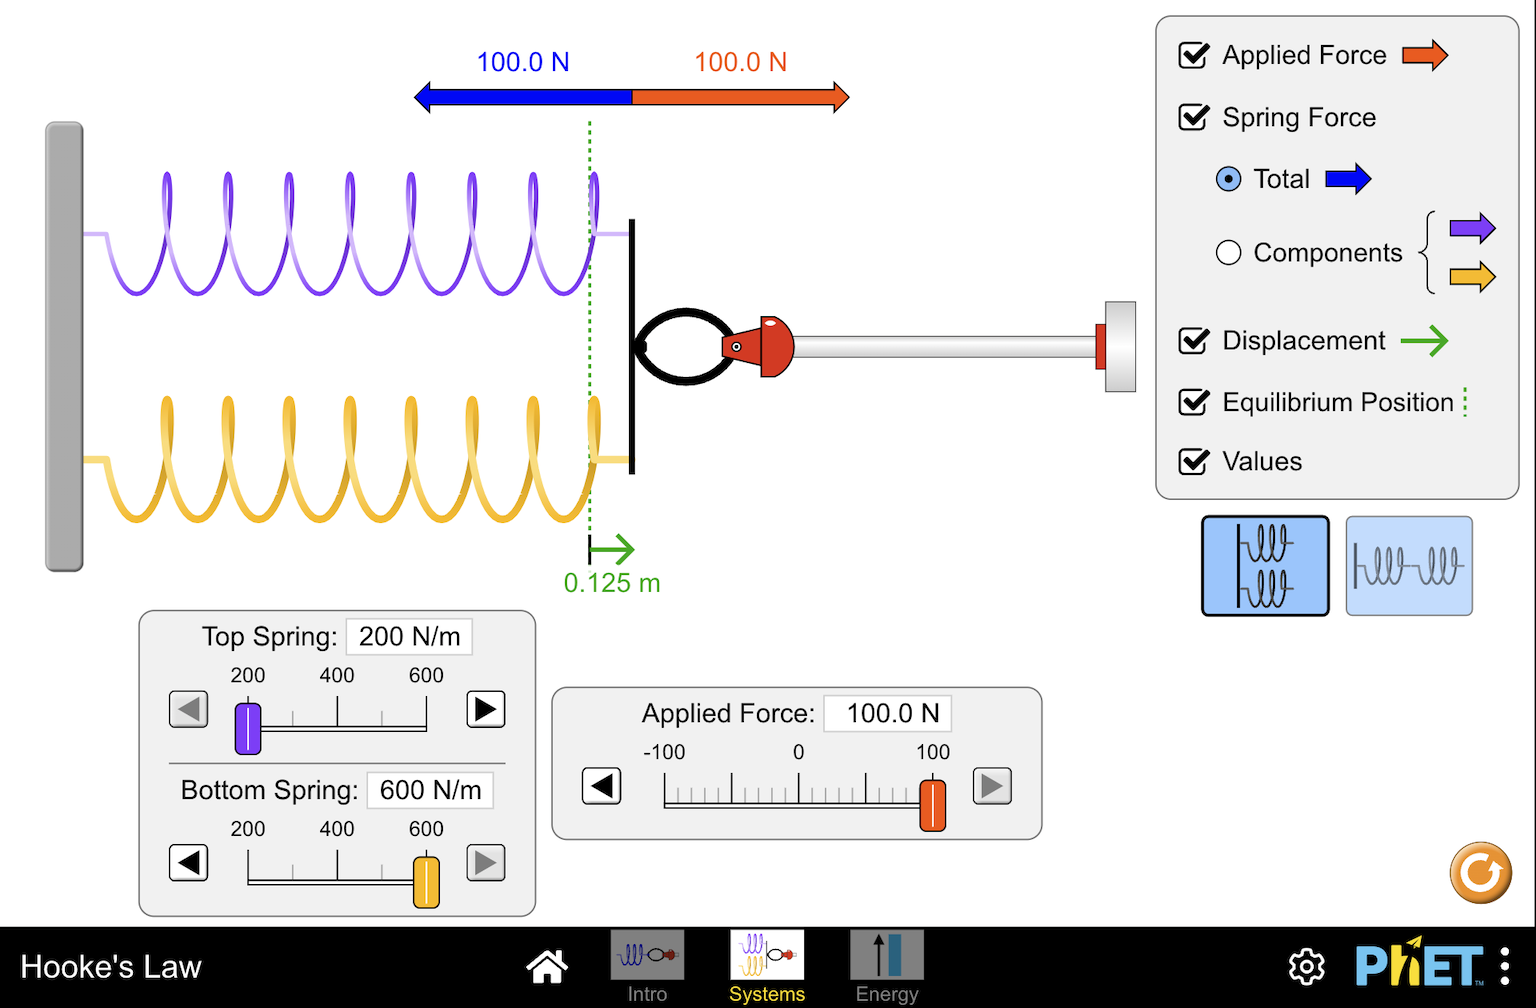 100.0 N
100.0 N
Applied Force
Spring Force
Total
Components
Displacement
Equilibrium Position
Values
0.125 m
Top Spring: 200 N/m
200 400 600
Bottom Spring: 600 N/m
200 400 600
Applied Force: 100.0 N
-100 0 100
Hooke's Law
Intro
Systems
Energy
PhET™